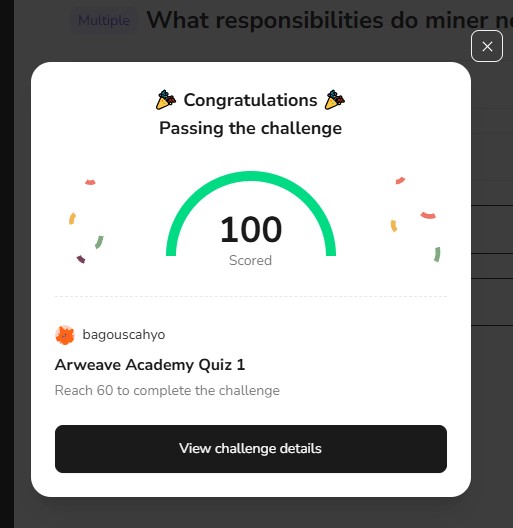 Multiple What responsibilities do miner
Congratulations
Passing the challenge
100
Scored
bagouscahyo
Arweave Academy Quiz 1
Reach 60 to complete the challenge
View challenge details